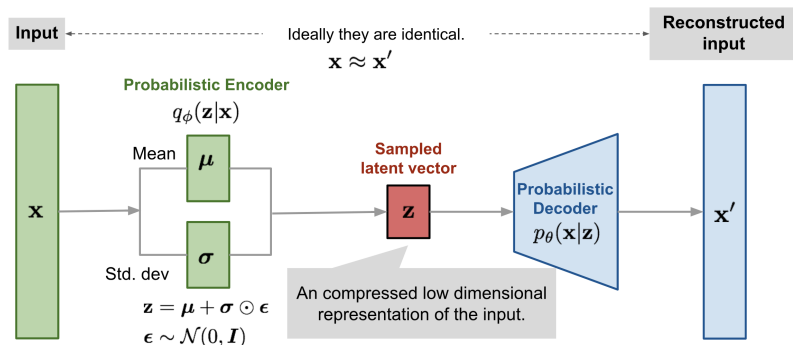 Input
Ideally they are identical.
x ≈ x′
Reconstructed
input
Probabilistic Encoder
qϕ(z|x)
Mean
μ
x
Std. dev
σ
z = μ + σ ⊙ ϵ
ϵ ∼ 𝒩(0, I)
Sampled
latent vector
z
An compressed low dimensional
representation of the input.
Probabilistic
Decoder
pθ(x|z)
x′